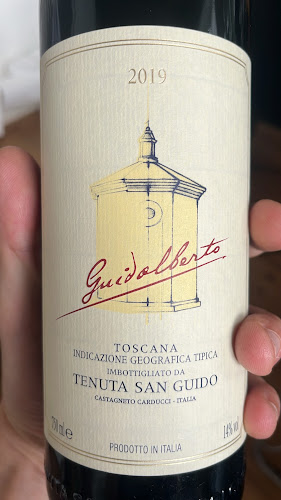 2019
Guidalberto
TOSCANA
INDICAZIONE GEOGRAFICA TIPICA
IMBOTTIGLIATO DA
TENUTA SAN GUIDO
CASTAGNETO CARDUCCI - ITALIA
750 ml e 14% vol
PRODOTTO IN ITALIA